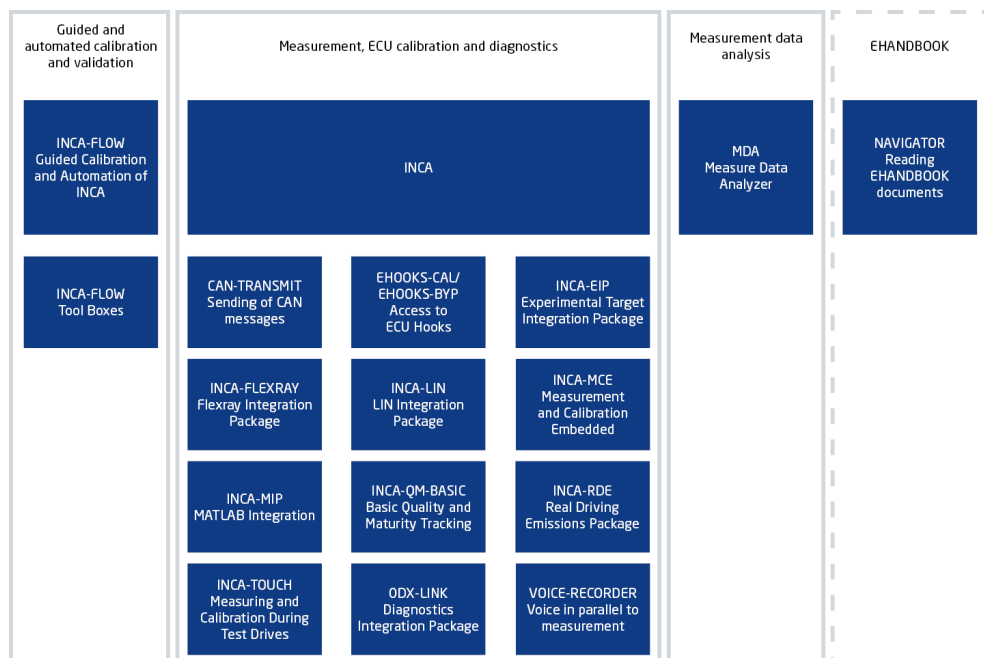 Guided and
automated calibration
and validation
Measurement, ECU calibration and diagnostics
Measurement data
analysis
EHANDBOOK
INCA-FLOW
Guided Calibration
and Automation of
INCA
INCA
MDA
Measure Data
Analyzer
NAVIGATOR
Reading
EHANDBOOK
documents
INCA-FLOW
Tool Boxes
CAN-TRANSMIT
Sending of CAN
messages
EHOOKS-CAL/
EHOOKS-BYP
Access to
ECU Hooks
INCA-EIP
Experimental Target
Integration Package
INCA-FLEXRAY
Flexray Integration
Package
INCA-LIN
LIN Integration
Package
INCA-MCE
Measurement
and Calibration
Embedded
INCA-MIP
MATLAB Integration
INCA-QM-BASIC
Basic Quality and
Maturity Tracking
INCA-RDE
Real Driving
Emissions Package
INCA-TOUCH
Measuring and
Calibration During
Test Drives
ODX-LINK
Diagnostics
Integration Package
VOICE-RECORDER
Voice in parallel to
measurement